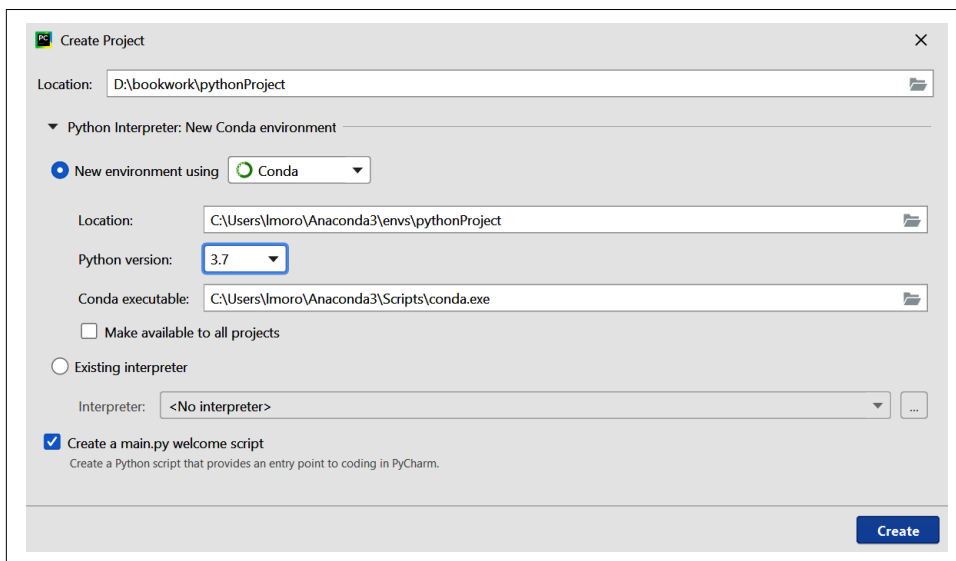 PC Create Project
Location: D:\bookwork\pythonProject
Python Interpreter: New Conda environment
New environment using Conda
Location: C:\Users\lmoro\Anaconda3\envs\pythonProject
Python version: 3.7
Conda executable: C:\Users\lmoro\Anaconda3\Scripts\conda.exe
Make available to all projects
Existing interpreter
Interpreter: <No interpreter> ...
Create a main.py welcome script
Create a Python script that provides an entry point to coding in PyCharm.
Create